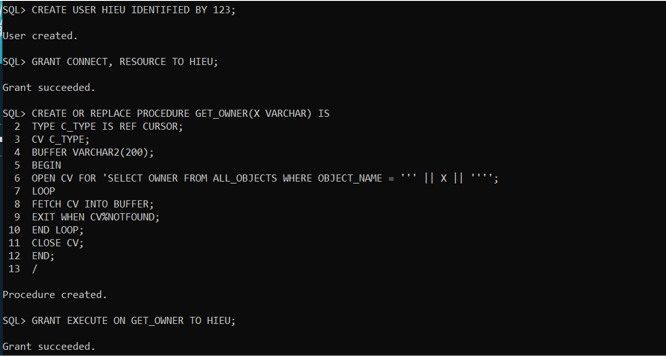 SQL> CREATE USER HIEU IDENTIFIED BY 123;
User created.
SQL> GRANT CONNECT, RESOURCE TO HIEU;
Grant succeeded.
SQL> CREATE OR REPLACE PROCEDURE GET_OWNER(X VARCHAR) IS
2 TYPE C_TYPE IS REF CURSOR;
3 CV C_TYPE;
4 BUFFER VARCHAR2(200);
5 BEGIN
6 OPEN CV FOR 'SELECT OWNER FROM ALL_OBJECTS WHERE OBJECT_NAME = ''' || X || '''';
7 LOOP
8 FETCH CV INTO BUFFER;
9 EXIT WHEN CV%NOTFOUND;
10 END LOOP;
11 CLOSE CV;
12 END;
13 /
Procedure created.
SQL> GRANT EXECUTE ON GET_OWNER TO HIEU;
Grant succeeded.